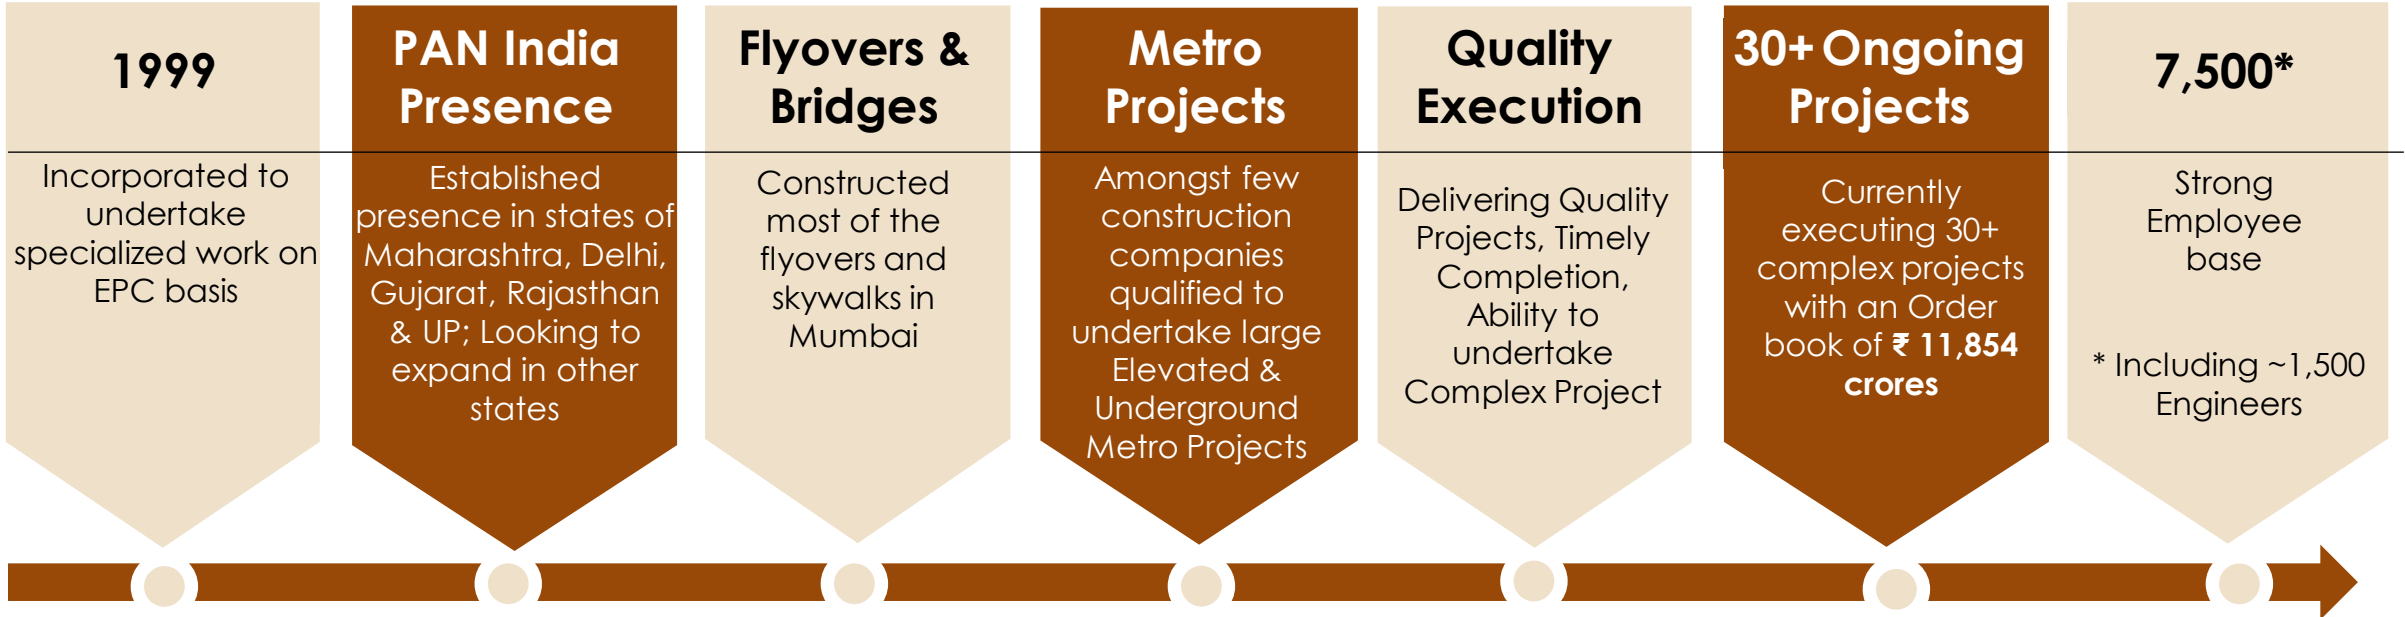 1999
Incorporated to
undertake
specialized work on
EPC basis
PAN India
Presence
Established
presence in states of
Maharashtra, Delhi,
Gujarat, Rajasthan
& UP; Looking to
expand in other
states
Flyovers &
Bridges
Constructed
most of the
flyovers and
skywalks in
Mumbai
Metro
Projects
Amongst few
construction
companies
qualified to
undertake large
Elevated &
Underground
Metro Projects
Quality
Execution
Delivering Quality
Projects, Timely
Completion,
Ability to
undertake
Complex Project
30+ Ongoing
Projects
Currently
executing 30+
complex projects
with an Order
book of ₹ 11,854
crores
7,500*
Strong
Employee
base
* Including ~1,500
Engineers